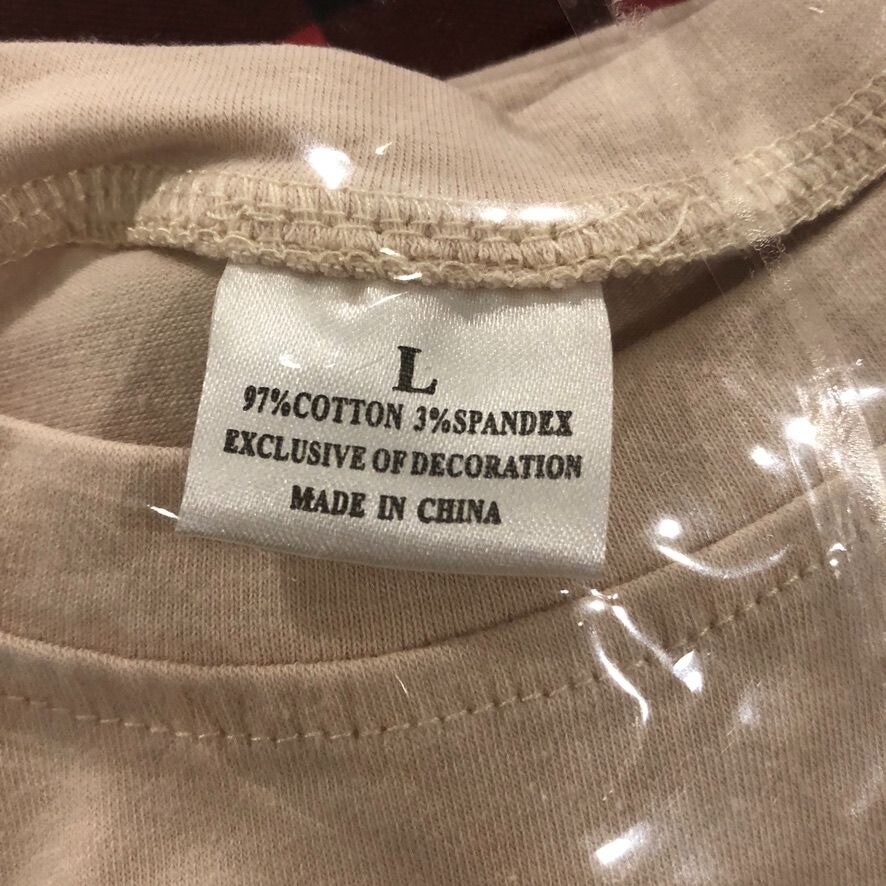 L
97%COTTON 3%SPANDEX
EXCLUSIVE OF DECORATION
MADE IN CHINA